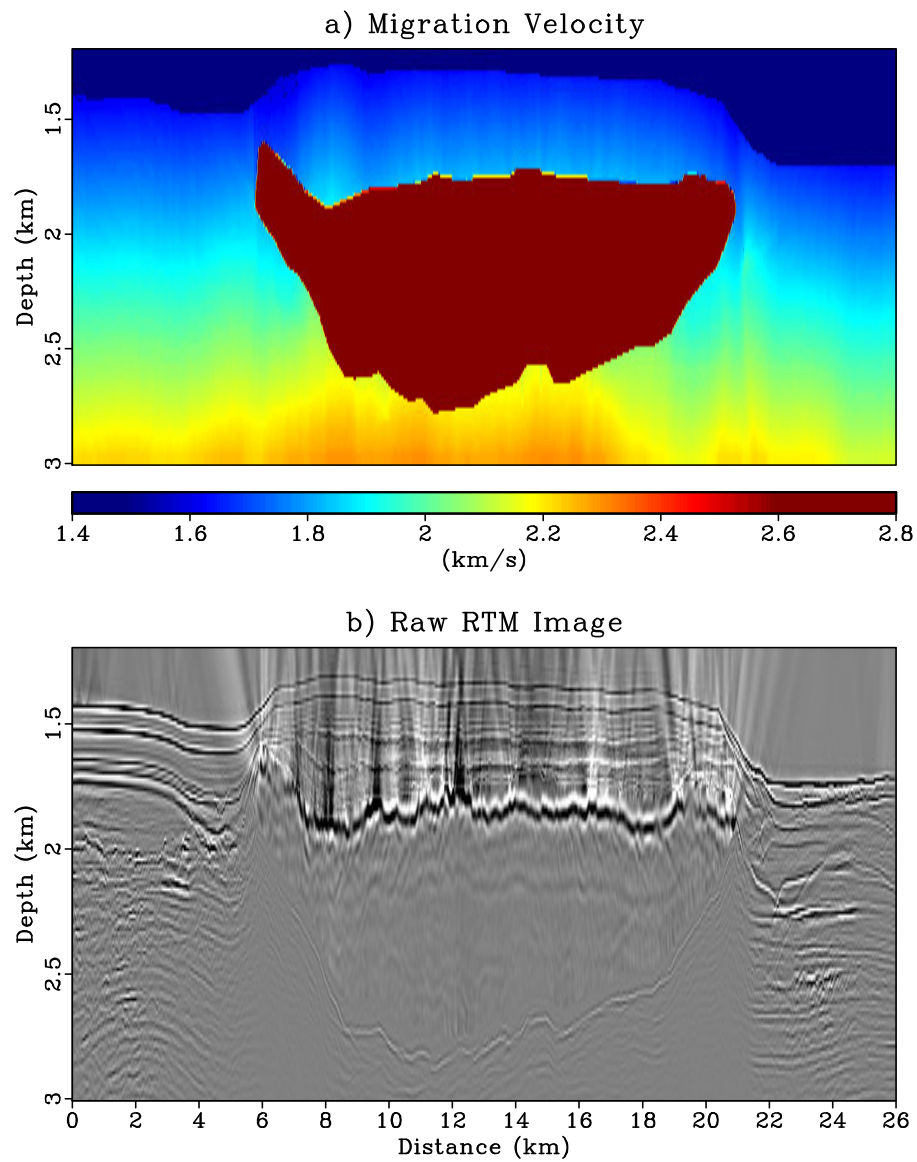 a) Migration Velocity
Depth (km)
1.5
2
2.5
3
1.4 1.6 1.8 2 2.2 2.4 2.6 2.8
(km/s)
b) Raw RTM Image
Depth (km)
1.5
2
2.5
3
0 2 4 6 8 10 12 14 16 18 20 22 24 26
Distance (km)